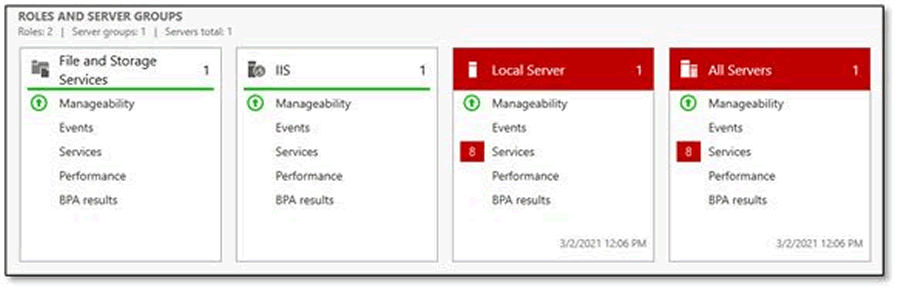 ROLES AND SERVER GROUPS
Roles: 2 | Server groups: 1 | Servers total: 1
File and Storage
Services 1
Manageability
Events
Services
Performance
BPA results
IIS 1
Manageability
Events
Services
Performance
BPA results
Local Server 1
Manageability
Events
8 Services
Performance
BPA results
3/2/2021 12:06 PM
All Servers 1
Manageability
Events
8 Services
Performance
BPA results
3/2/2021 12:06 PM